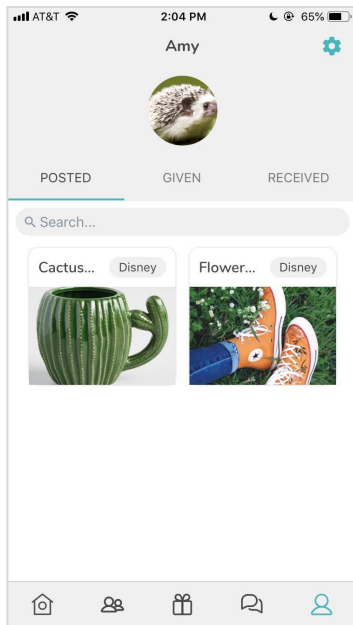 AT&T 2:04 PM 65%
Amy
POSTED GIVEN RECEIVED
Search...
Cactus... Disney Flower... Disney